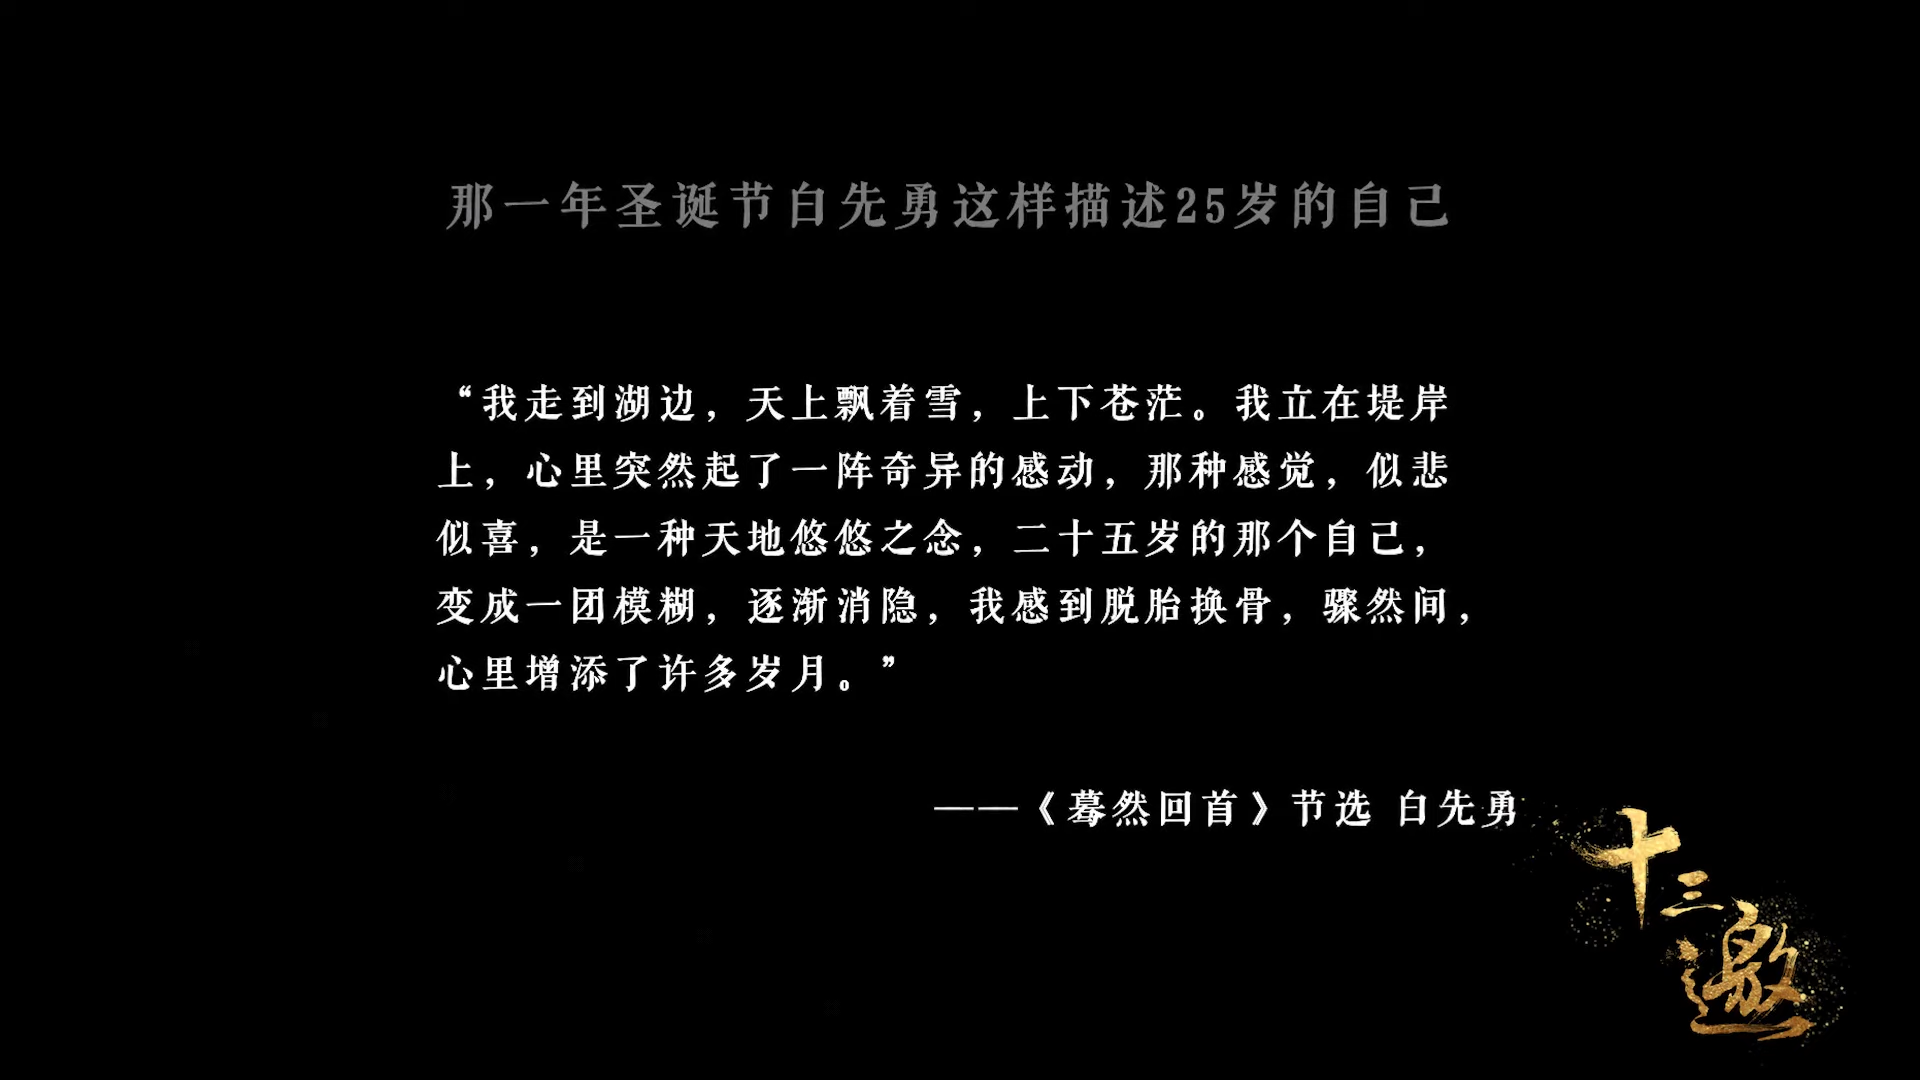 那一年圣诞节白先勇这样描述25岁的自己
“我走到湖边，天上飘着雪，上下苍茫。我立在堤岸
上，心里突然起了一阵奇异的感动，那种感觉，似悲
似喜，是一种天地悠悠之念，二十五岁的那个自己，
变成一团模糊，逐渐消隐，我感到脱胎换骨，骤然间，
心里增添了许多岁月。”
——《蓦然回首》节选 白先勇
十三邀